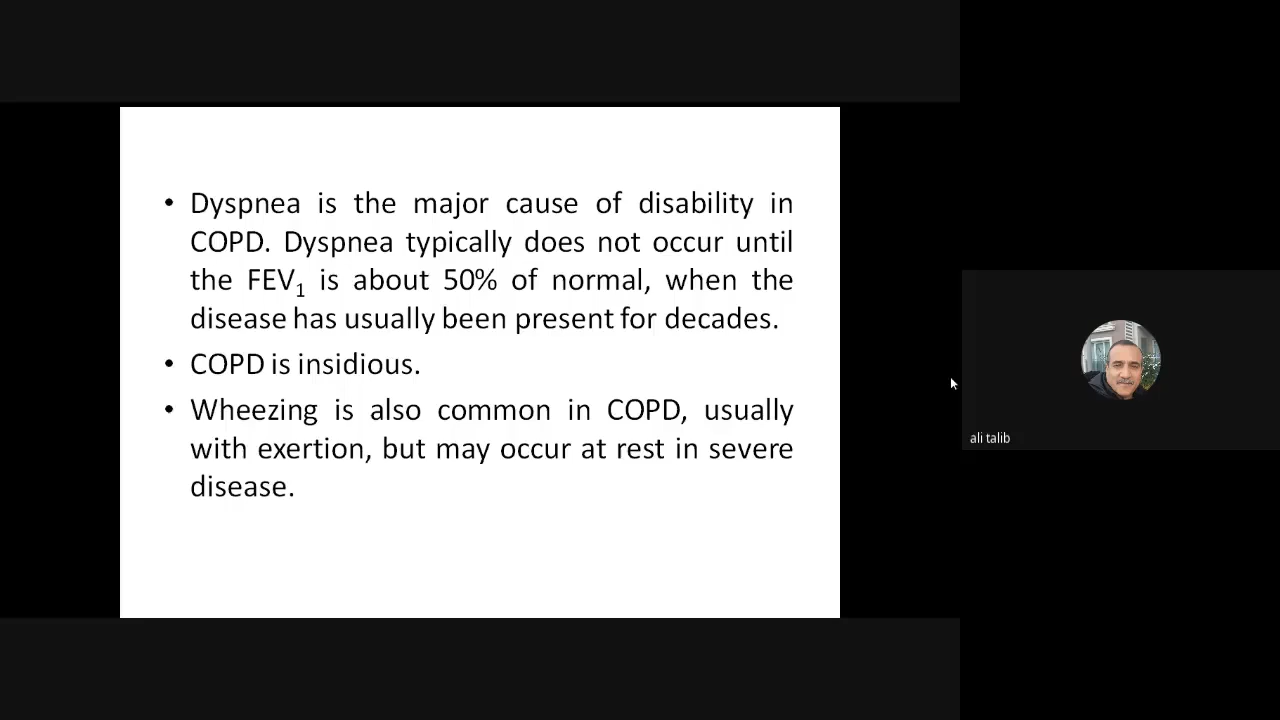 • Dyspnea is the major cause of disability in
COPD. Dyspnea typically does not occur until
the FEV₁ is about 50% of normal, when the
disease has usually been present for decades.
• COPD is insidious.
• Wheezing is also common in COPD, usually
with exertion, but may occur at rest in severe
disease.
ali talib